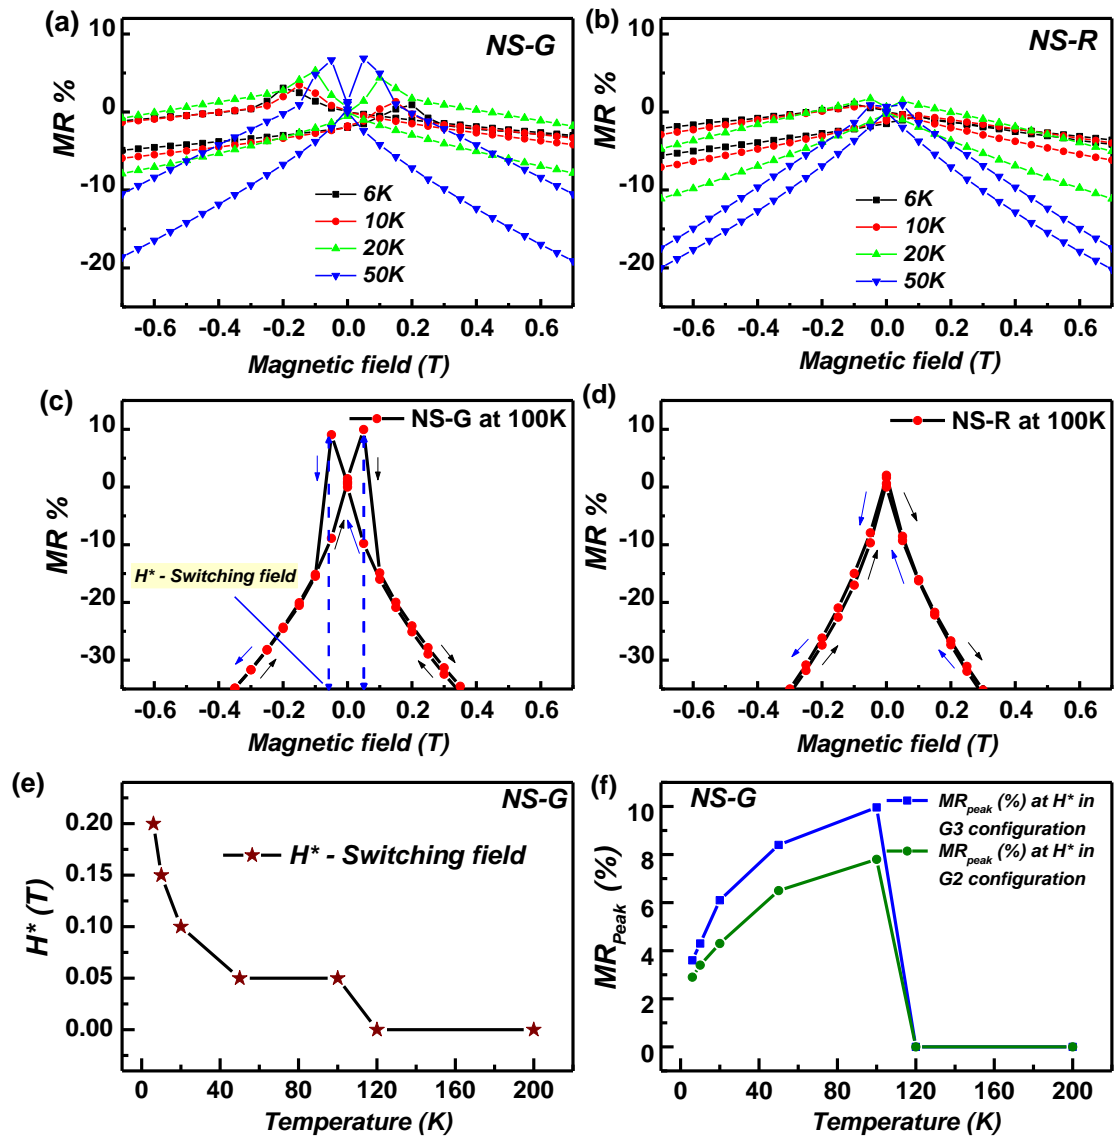 (a)
NS-G
10
0
-10
-20
MR %
6K
10K
20K
50K
-0.6 -0.4 -0.2 0.0 0.2 0.4 0.6
Magnetic field (T)
(b)
NS-R
10
0
-10
-20
MR %
6K
10K
20K
50K
-0.6 -0.4 -0.2 0.0 0.2 0.4 0.6
Magnetic field (T)
(c)
NS-G at 100K
10
0
-10
-20
-30
MR %
H* - Switching field
-0.6 -0.4 -0.2 0.0 0.2 0.4 0.6
Magnetic field (T)
(d)
NS-R at 100K
10
0
-10
-20
-30
MR %
-0.6 -0.4 -0.2 0.0 0.2 0.4 0.6
Magnetic field (T)
(e)
NS-G
0.20
0.15
0.10
0.05
0.00
H* (T)
H* - Switching field
0 40 80 120 160 200
Temperature (K)
(f)
NS-G
10
8
6
4
2
0
MRPeak (%)
MRpeak (%) at H* in
G3 configuration
MRpeak (%) at H* in
G2 configuration
0 40 80 120 160 200
Temperature (K)